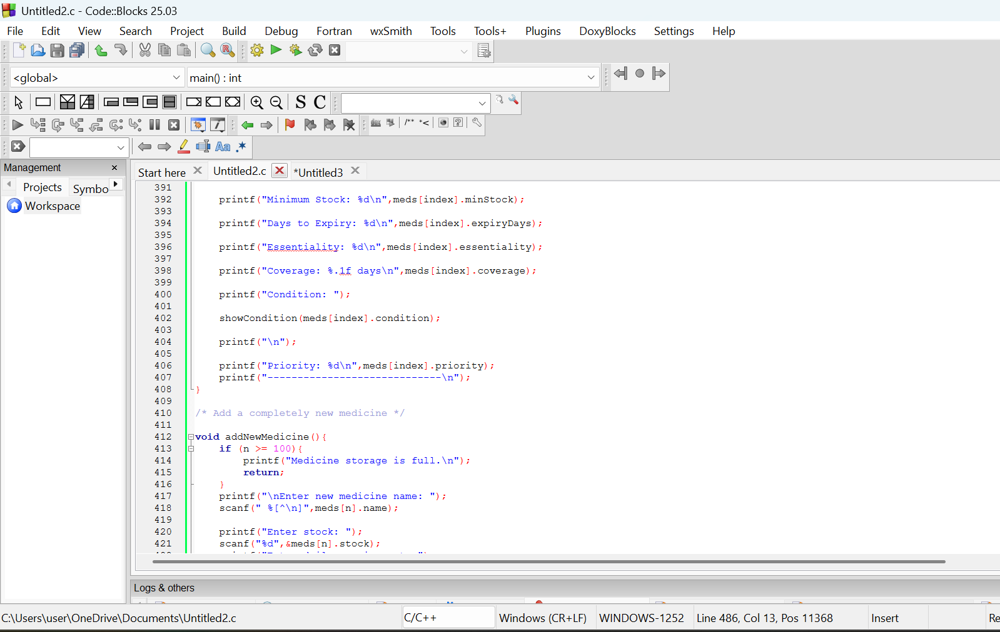 Untitled2.c - Code::Blocks 25.03
File Edit View Search Project Build Debug Fortran wxSmith Tools Tools+ Plugins DoxyBlocks Settings Help
<global> main() : int
S C
/** *<
Aa .*
Management
Start here Untitled2.c *Untitled3
Projects Symbo
Workspace
391
392 printf("Minimum Stock: %d\n",meds[index].minStock);
393
394 printf("Days to Expiry: %d\n",meds[index].expiryDays);
395
396 printf("Essentiality: %d\n",meds[index].essentiality);
397
398 printf("Coverage: %.1f days\n",meds[index].coverage);
399
400 printf("Condition: ");
401
402 showCondition(meds[index].condition);
403
404 printf("\n");
405
406 printf("Priority: %d\n",meds[index].priority);
407 printf("-----------------------------\n");
408 }
409
410 /* Add a completely new medicine */
411
412 void addNewMedicine(){
413 if (n >= 100){
414 printf("Medicine storage is full.\n");
415 return;
416 }
417 printf("\nEnter new medicine name: ");
418 scanf(" %[^\n]",meds[n].name);
419
420 printf("Enter stock: ");
421 scanf("%d",&meds[n].stock);
Logs & others
C:\Users\user\OneDrive\Documents\Untitled2.c C/C++ Windows (CR+LF) WINDOWS-1252 Line 486, Col 13, Pos 11368 Insert Re